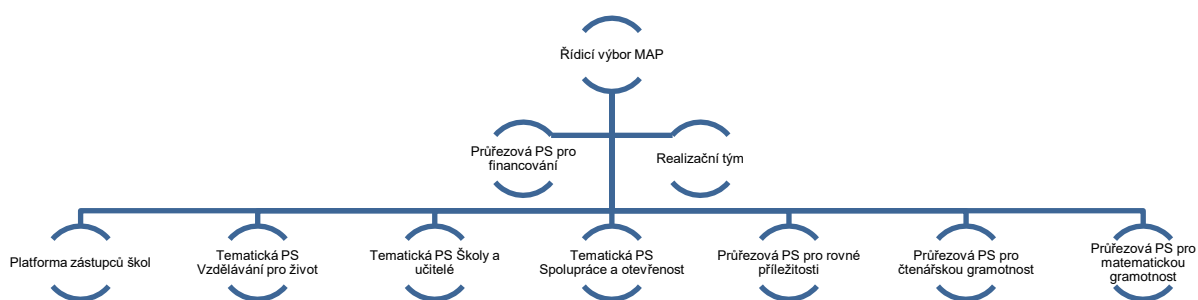 Řídicí výbor MAP
Průřezová PS pro
financování
Realizační tým
Platforma zástupců škol
Tematická PS
Vzdělávání pro život
Tematická PS Školy a
učitelé
Tematická PS
Spolupráce a otevřenost
Průřezová PS pro rovné
příležitosti
Průřezová PS pro
čtenářskou gramotnost
Průřezová PS pro
matematickou
gramotnost